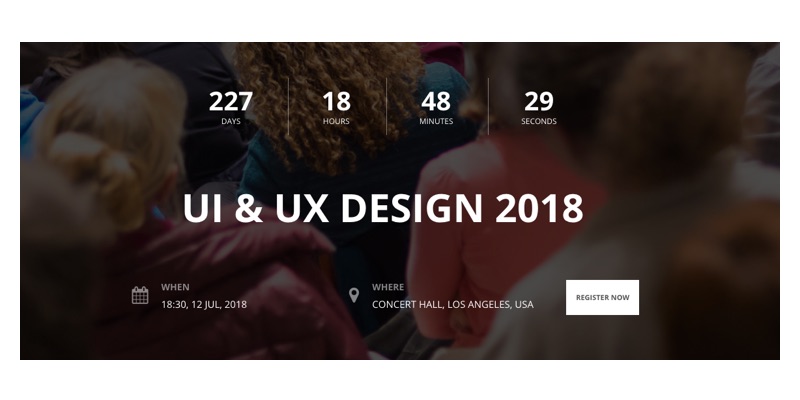 227 18 48 29
DAYS HOURS MINUTES SECONDS
UI & UX DESIGN 2018
WHEN
18:30, 12 JUL, 2018
WHERE
CONCERT HALL, LOS ANGELES, USA
REGISTER NOW